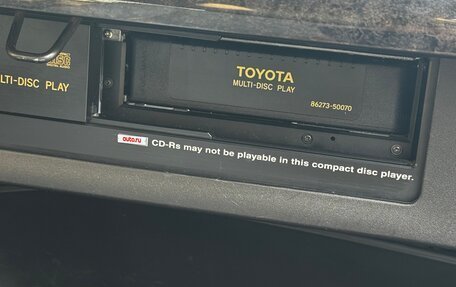 TOYOTA
MULTI-DISC PLAY
86273-50070
LTI-DISC PLAY
auto.ru
CD-Rs may not be playable in this compact disc player.